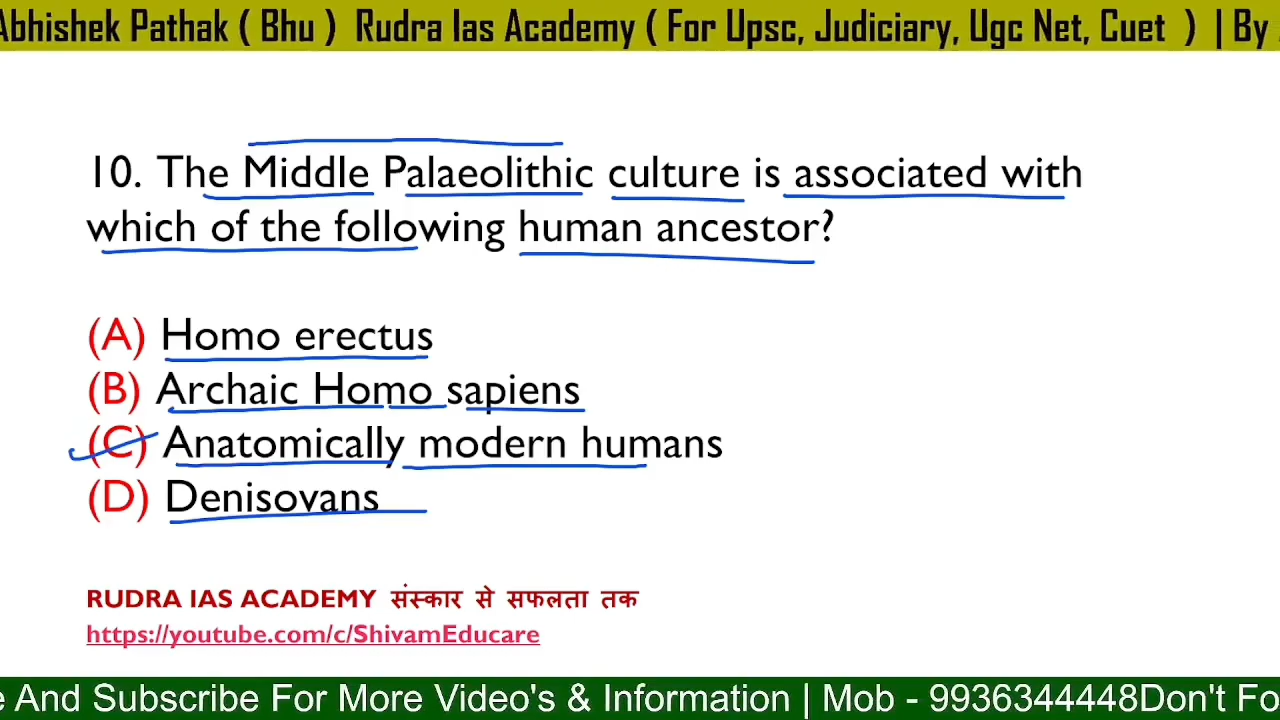 Abhishek Pathak ( Bhu ) Rudra Ias Academy ( For Upsc, Judiciary, Ugc Net, Cuet ) | By
10. The Middle Palaeolithic culture is associated with
which of the following human ancestor?
(A) Homo erectus
(B) Archaic Homo sapiens
(C) Anatomically modern humans
(D) Denisovans
RUDRA IAS ACADEMY संस्कार से सफलता तक
https://youtube.com/c/ShivamEducare
e And Subscribe For More Video's & Information | Mob - 9936344448Don't Fo